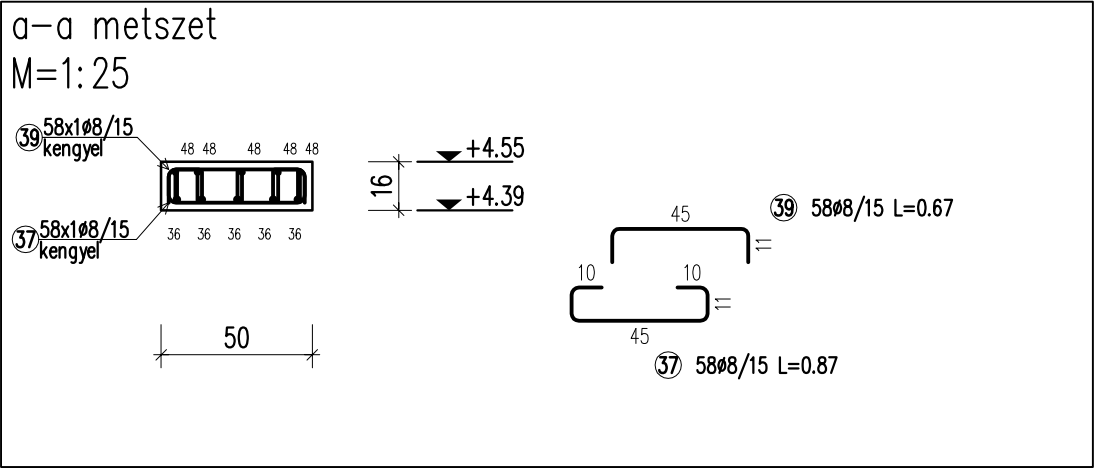 a-a metszet
M=1:25
39 58x1ø8/15
kengyel
48 48 48 48 48
37 58x1ø8/15
kengyel
36 36 36 36 36
50
16
+4.55
+4.39
39 58ø8/15 L=0.67
45
11
10 10
11
45
37 58ø8/15 L=0.87